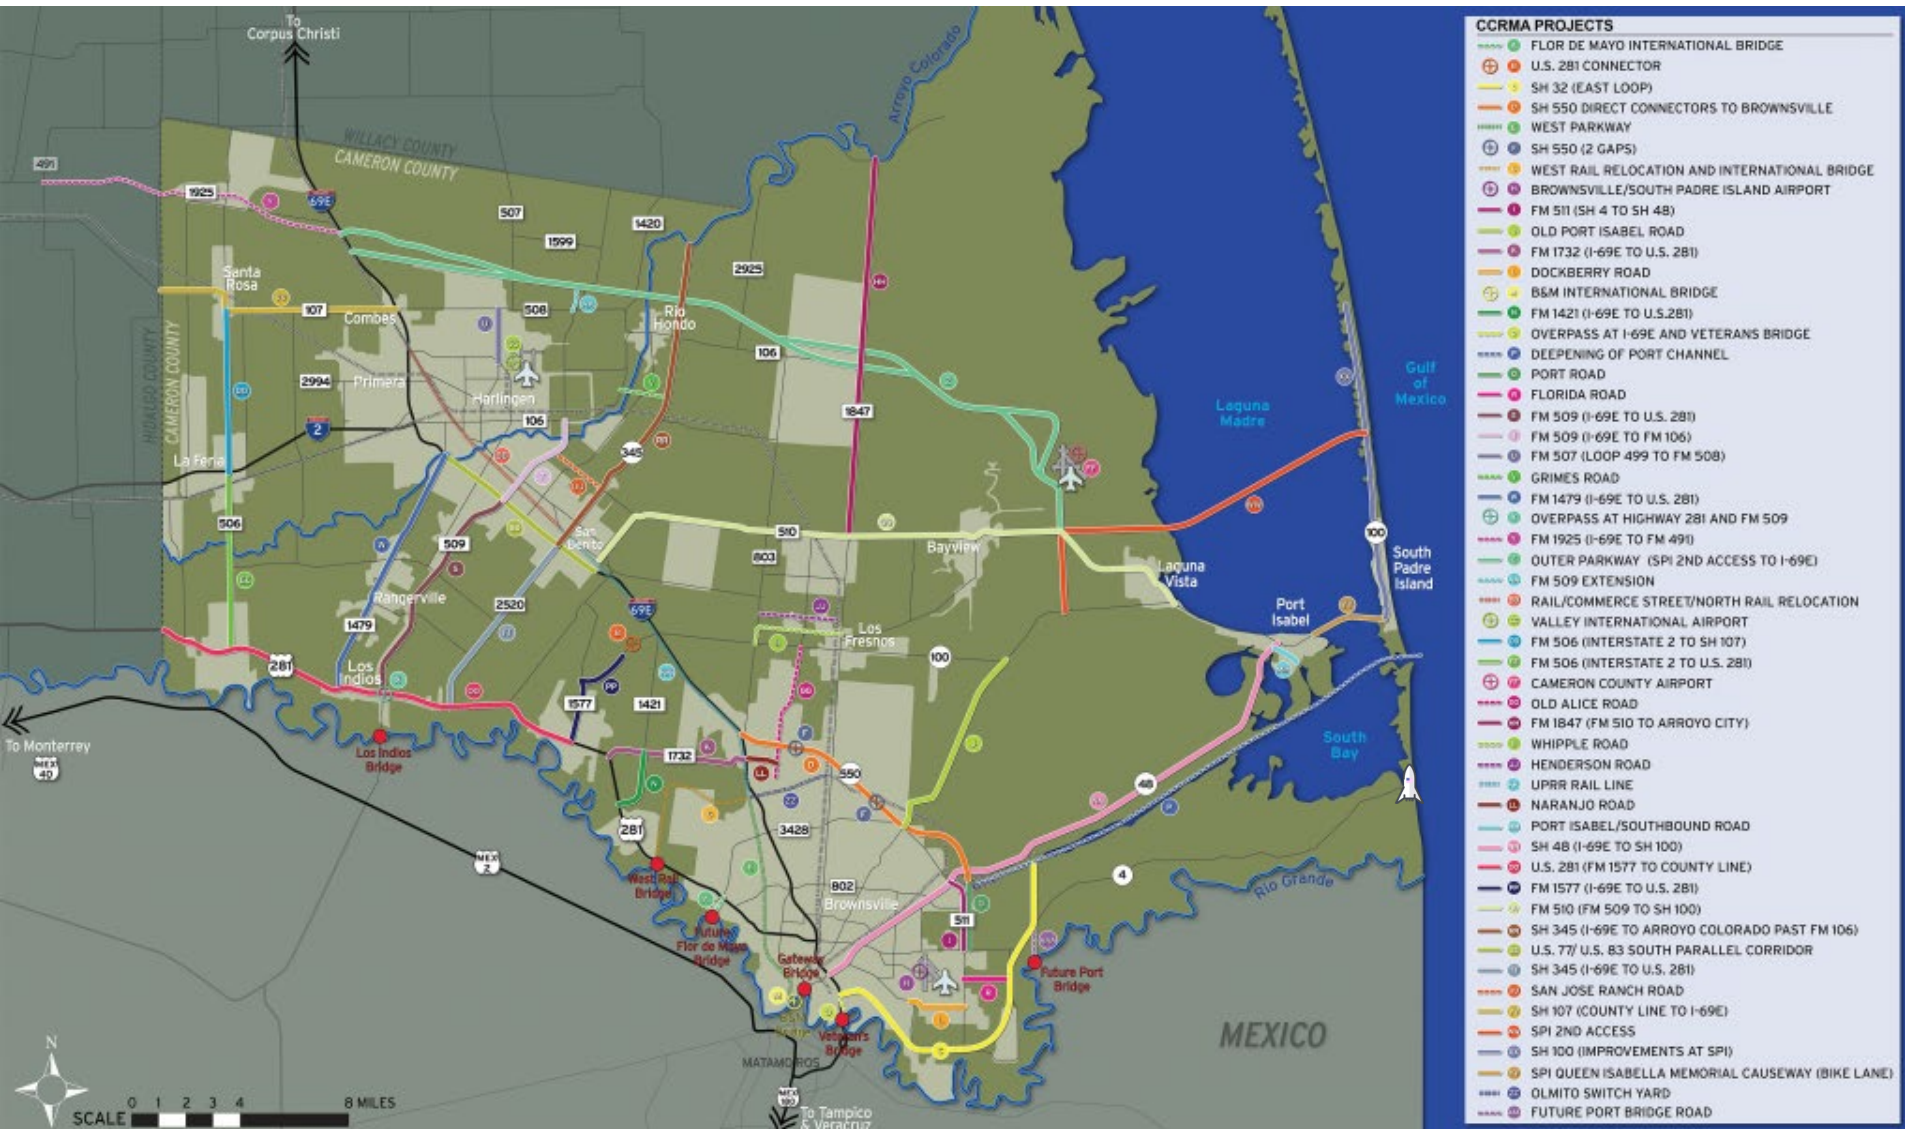 To
Corpus Christi
Arroyo Colorado
WILLACY COUNTY
CAMERON COUNTY
491
1925
69E
507
1420
1599
2925
Santa
Rosa
107
Combes
508
Rio
Hondo
HH
106
HIDALGO COUNTY
CAMERON COUNTY
2994
Primera
Harlingen
106
1847
Laguna
Madre
Gulf
of
Mexico
2
La Feria
345
506
509
San
Benito
510
803
Bayview
Laguna
Vista
100
South
Padre
Island
Rangerville
2520
69E
1479
Port
Isabel
Los
Fresnos
281
Los
Indios
100
1577
PP
1421
To Monterrey
MEX
40
Los Indios
Bridge
1732
LL
550
South
Bay
48
281
3428
MEX
2
West Rail
Bridge
802
Brownsville
4
Rio Grande
511
Future
Flor de Mayo
Bridge
Gateway
Bridge
Future Port
Bridge
Veteran's
Bridge
MATAMOROS
MEXICO
MEX
180
To Tampico
& Veracruz
N
SCALE
0 1 2 3 4 8 MILES
CCRMA PROJECTS
FLOR DE MAYO INTERNATIONAL BRIDGE
U.S. 281 CONNECTOR
SH 32 (EAST LOOP)
SH 550 DIRECT CONNECTORS TO BROWNSVILLE
WEST PARKWAY
SH 550 (2 GAPS)
WEST RAIL RELOCATION AND INTERNATIONAL BRIDGE
BROWNSVILLE/SOUTH PADRE ISLAND AIRPORT
FM 511 (SH 4 TO SH 48)
OLD PORT ISABEL ROAD
FM 1732 (I-69E TO U.S. 281)
DOCKBERRY ROAD
B&M INTERNATIONAL BRIDGE
FM 1421 (I-69E TO U.S.281)
OVERPASS AT I-69E AND VETERANS BRIDGE
DEEPENING OF PORT CHANNEL
PORT ROAD
FLORIDA ROAD
FM 509 (I-69E TO U.S. 281)
FM 509 (I-69E TO FM 106)
FM 507 (LOOP 499 TO FM 508)
GRIMES ROAD
FM 1479 (I-69E TO U.S. 281)
OVERPASS AT HIGHWAY 281 AND FM 509
FM 1925 (I-69E TO FM 491)
OUTER PARKWAY (SPI 2ND ACCESS TO I-69E)
FM 509 EXTENSION
RAIL/COMMERCE STREET/NORTH RAIL RELOCATION
VALLEY INTERNATIONAL AIRPORT
FM 506 (INTERSTATE 2 TO SH 107)
FM 506 (INTERSTATE 2 TO U.S. 281)
CAMERON COUNTY AIRPORT
OLD ALICE ROAD
FM 1847 (FM 510 TO ARROYO CITY)
WHIPPLE ROAD
HENDERSON ROAD
UPRR RAIL LINE
NARANJO ROAD
PORT ISABEL/SOUTHBOUND ROAD
SH 48 (I-69E TO SH 100)
U.S. 281 (FM 1577 TO COUNTY LINE)
FM 1577 (I-69E TO U.S. 281)
FM 510 (FM 509 TO SH 100)
SH 345 (I-69E TO ARROYO COLORADO PAST FM 106)
U.S. 77/ U.S. 83 SOUTH PARALLEL CORRIDOR
SH 345 (I-69E TO U.S. 281)
SAN JOSE RANCH ROAD
SH 107 (COUNTY LINE TO I-69E)
SPI 2ND ACCESS
SH 100 (IMPROVEMENTS AT SPI)
SPI QUEEN ISABELLA MEMORIAL CAUSEWAY (BIKE LANE)
OLMITO SWITCH YARD
FUTURE PORT BRIDGE ROAD